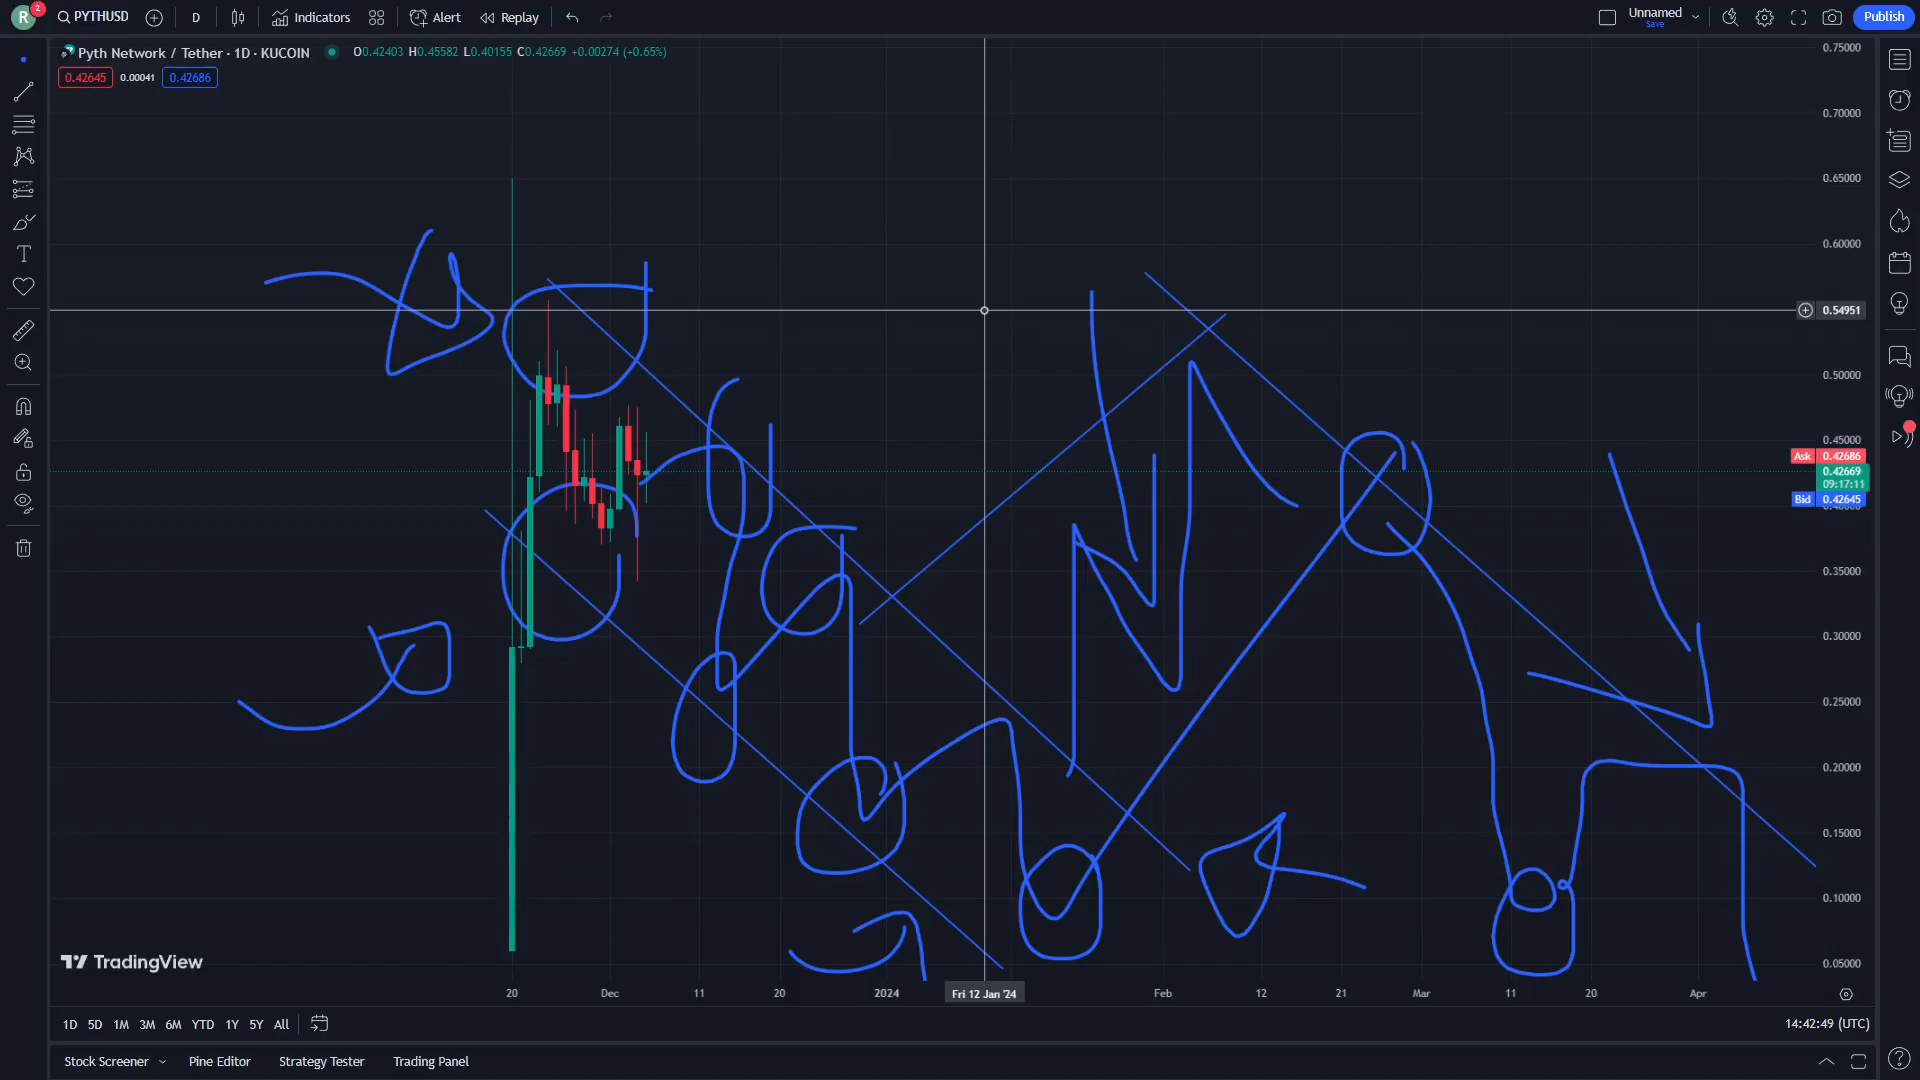 R 2 PYTHUSD D Indicators Alert Replay Unnamed Save Publish
Pyth Network / Tether · 1D · KUCOIN O0.42403 H0.45582 L0.40155 C0.42669 +0.00274 (+0.65%)
0.42645 0.00041 0.42686
0.75000
0.70000
0.65000
0.60000
0.54951
0.50000
0.45000
Ask 0.42686
0.42669
09:17:11
Bid 0.42645
0.35000
0.30000
0.25000
0.20000
0.15000
0.10000
0.05000
TradingView
20 Dec 11 20 2024 Fri 12 Jan '24 Feb 12 21 Mar 11 20 Apr
1D 5D 1M 3M 6M YTD 1Y 5Y All 14:42:49 (UTC)
Stock Screener Pine Editor Strategy Tester Trading Panel